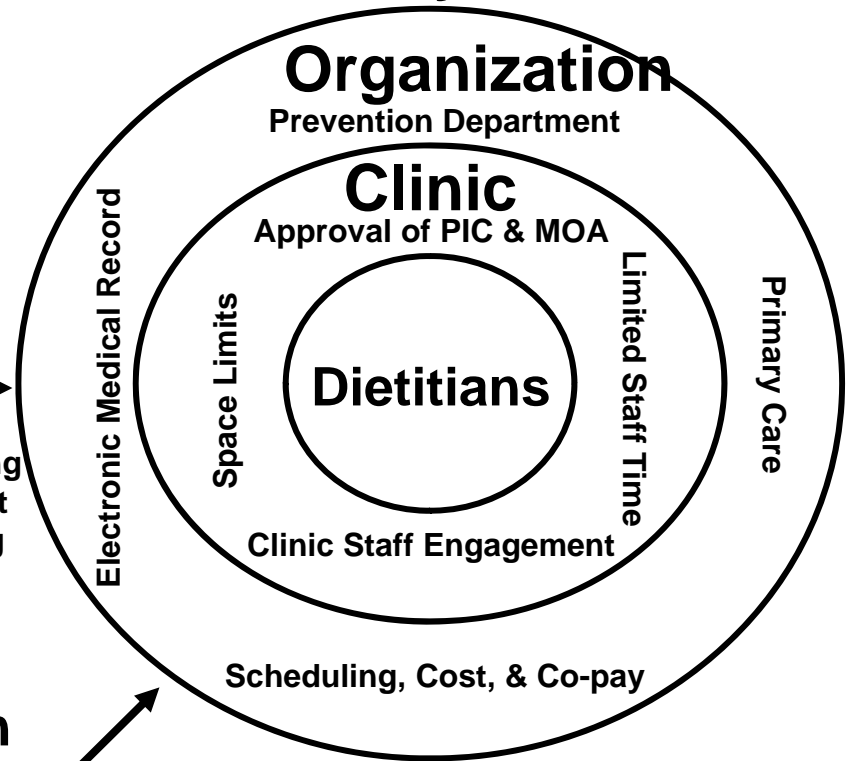 Organization
Prevention Department
Clinic
Approval of PIC & MOA
Electronic Medical Record
Space Limits
Dietitians
Limited Staff Time
Primary Care
Clinic Staff Engagement
Scheduling, Cost, & Co-pay